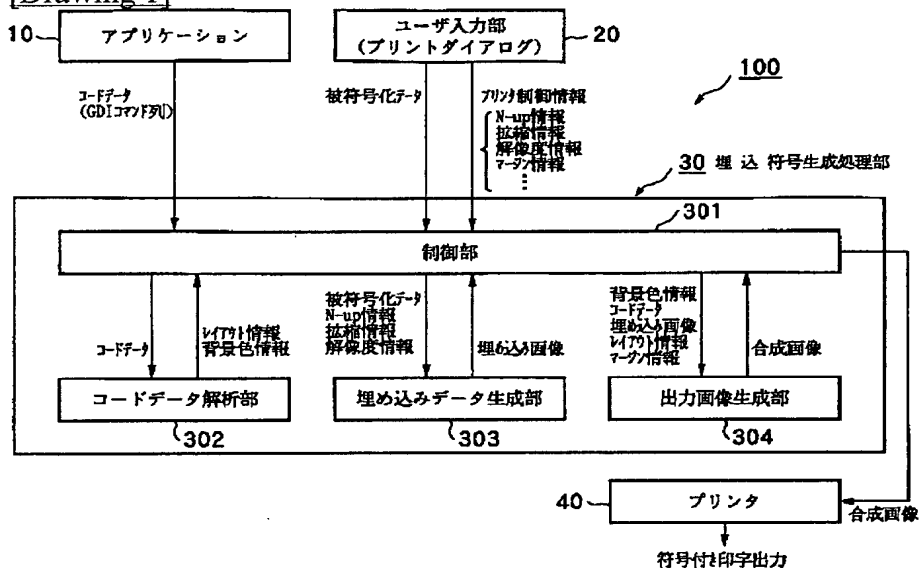 [Drawing 1]
10
アプリケーション
ユーザ入力部
(プリントダイアログ)
20
100
コードデータ
(GDIコマンド列)
被符号化データ
プリンタ制御情報
N-up情報
拡縮情報
解像度情報
マージン情報
⋮
30 埋込 符号生成処理部
301
制御部
コードデータ
レイアウト情報
背景色情報
被符号化データ
N-up情報
拡縮情報
解像度情報
埋め込み画像
背景色情報
コードデータ
埋め込み画像
レイアウト情報
マージン情報
合成画像
コードデータ解析部
302
埋め込みデータ生成部
303
出力画像生成部
304
40
プリンタ
合成画像
符号付き印字出力